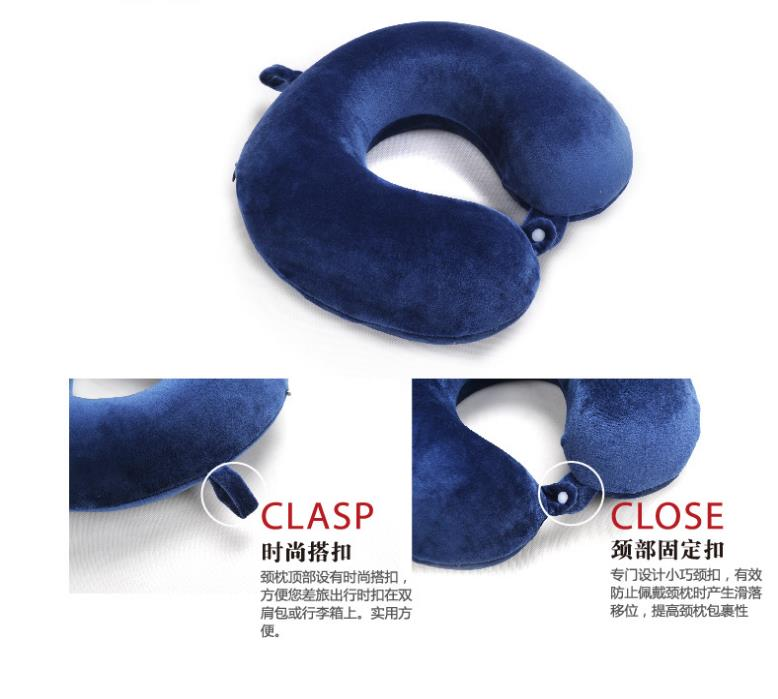 CLASP
时尚搭扣
颈枕顶部设有时尚搭扣，
方便您差旅出行时扣在双
肩包或行李箱上。实用方
便。
CLOSE
颈部固定扣
专门设计小巧颈扣，有效
防止佩戴颈枕时产生滑落
移位，提高颈枕包裹性